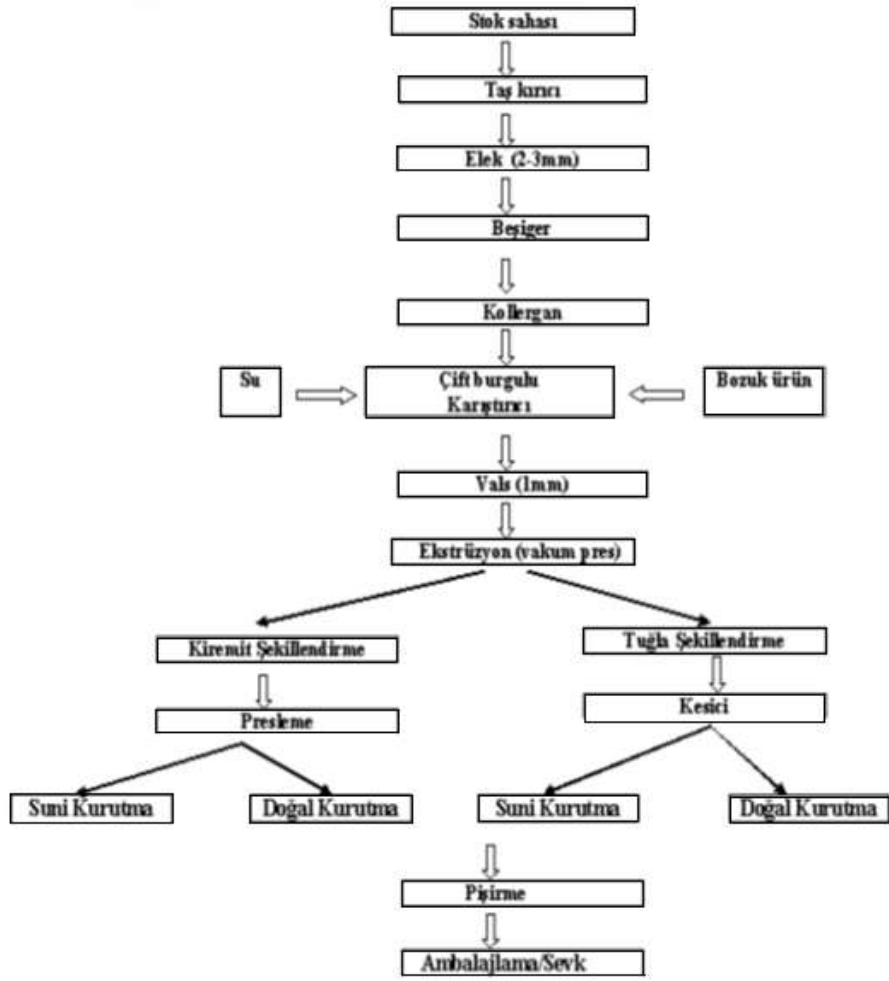 Stok sahası
Taş kırıcı
Elek (2-3mm)
Beşiger
Kollergan
Su
Çift burgulu
Karıştırıcı
Bozuk ürün
Vals (1mm)
Ekstrüzyon (vakum pres)
Kiremit Şekillendirme
Tuğla Şekillendirme
Presleme
Kesici
Suni Kurutma
Doğal Kurutma
Suni Kurutma
Doğal Kurutma
Pişirme
Ambalajlama/Sevk